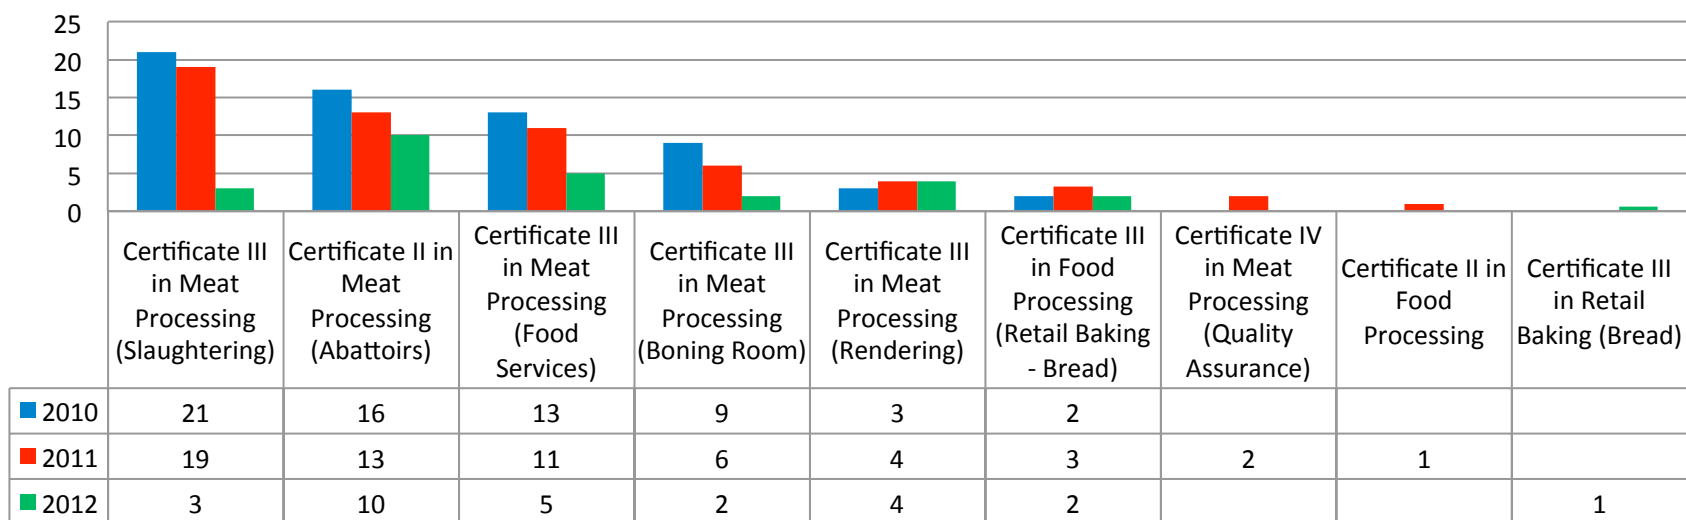 25
20
15
10
5
0
Certificate III
in Meat
Processing
(Slaughtering)
Certificate II in
Meat
Processing
(Abattoirs)
Certificate III
in Meat
Processing
(Food
Services)
Certificate III
in Meat
Processing
(Boning Room)
Certificate III
in Meat
Processing
(Rendering)
Certificate III
in Food
Processing
(Retail Baking
- Bread)
Certificate IV
in Meat
Processing
(Quality
Assurance)
Certificate II in
Food
Processing
Certificate III
in Retail
Baking (Bread)
2010 21 16 13 9 3 2
2011 19 13 11 6 4 3 2 1
2012 3 10 5 2 4 2 1